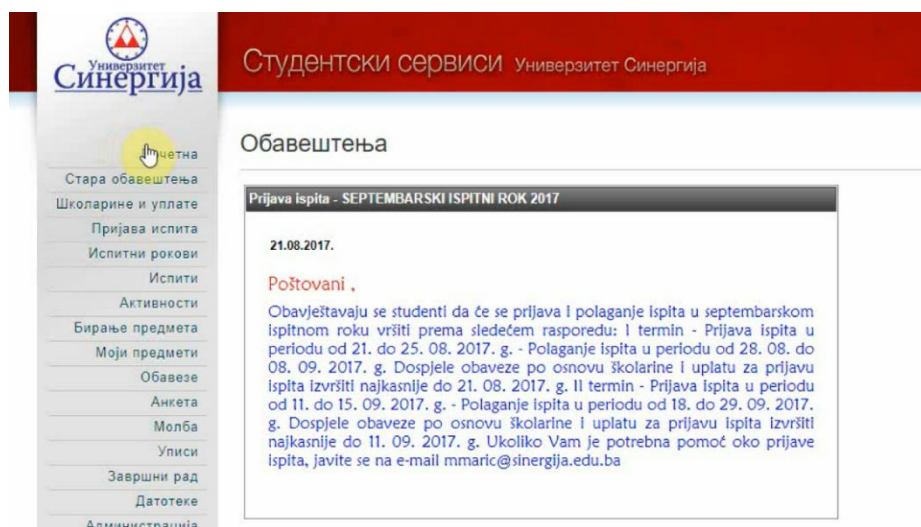 Универзитет
Синергија
Студентски сервиси Универзитет Синергија
Стара обавештења
Школарине и уплате
Пријава испита
Испитни рокови
Испити
Активности
Бирање предмета
Моји предмети
Обавезе
Анкета
Молба
Уписи
Завршни рад
Датотеке
Администрација
Обавештења
Prijava ispita - SEPTEMBARSKI ISPITNI ROK 2017
21.08.2017.
Poštovani ,
Obavještavaju se studenti da će se prijava i polaganje ispita u septembarskom
ispitnom roku vršiti prema sledećem rasporedu: I termin - Prijava ispita u
periodu od 21. do 25. 08. 2017. g. - Polaganje ispita u periodu od 28. 08. do
08. 09. 2017. g. Dospjele obaveze po osnovu školarine i uplatu za prijavu
ispita izvršiti najkasnije do 21. 08. 2017. g. II termin - Prijava ispita u periodu
od 11. do 15. 09. 2017. g. - Polaganje ispita u periodu od 18. do 29. 09. 2017.
g. Dospjele obaveze po osnovu školarine i uplatu za prijavu ispita izvršiti
najkasnije do 11. 09. 2017. g. Ukoliko Vam je potrebna pomoć oko prijave
ispita, javite se na e-mail mmaric@sinergija.edu.ba